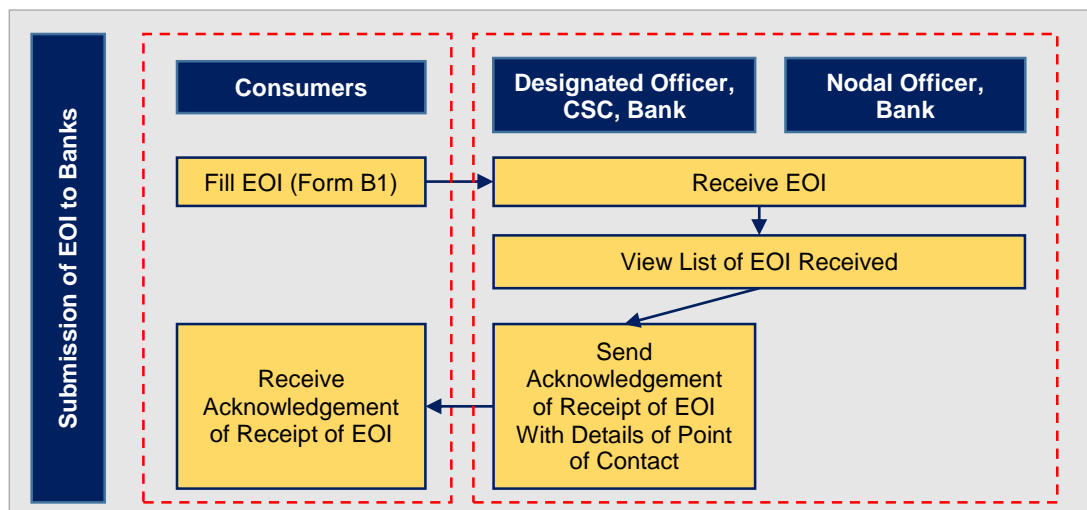 Submission of EOI to Banks
Consumers
Designated Officer,
CSC, Bank
Nodal Officer,
Bank
Fill EOI (Form B1)
Receive EOI
View List of EOI Received
Send
Acknowledgement
of Receipt of EOI
With Details of Point
of Contact
Receive
Acknowledgement
of Receipt of EOI